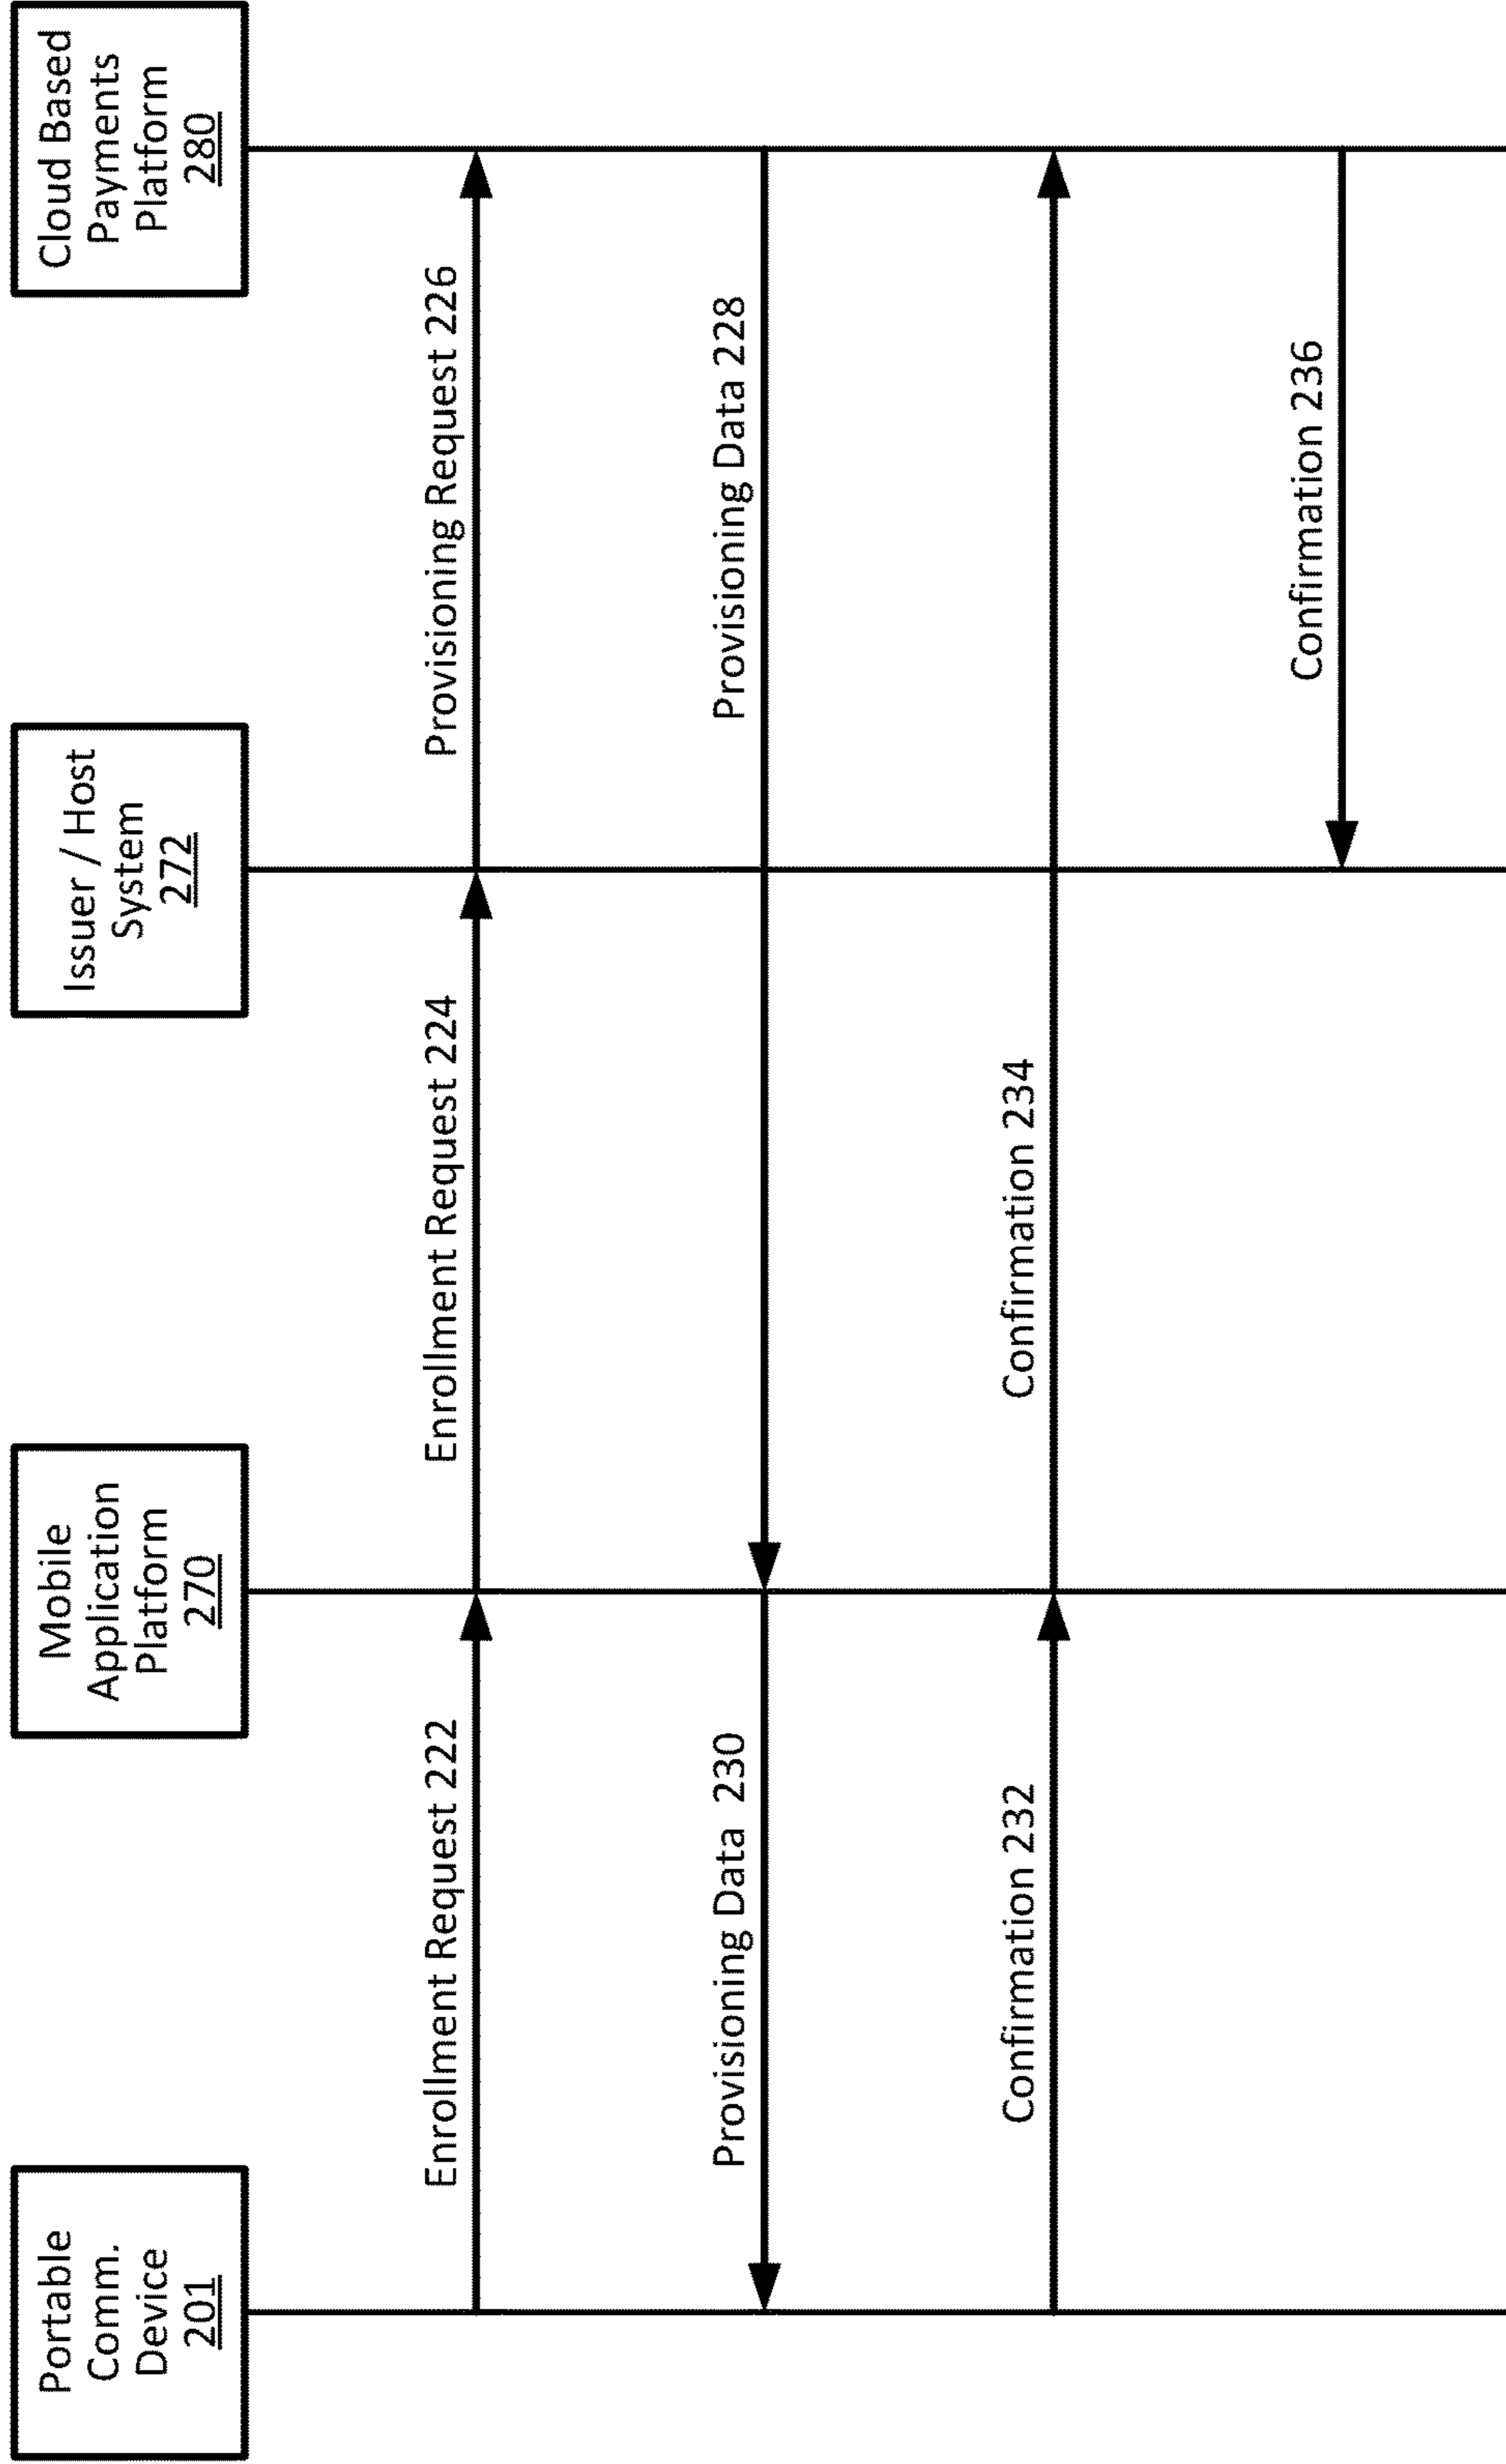 Portable
Comm.
Device
201
Mobile
Application
Platform
270
Issuer / Host
System
272
Cloud Based
Payments
Platform
280
Enrollment Request 222
Enrollment Request 224
Provisioning Request 226
Provisioning Data 230
Provisioning Data 228
Confirmation 232
Confirmation 234
Confirmation 236